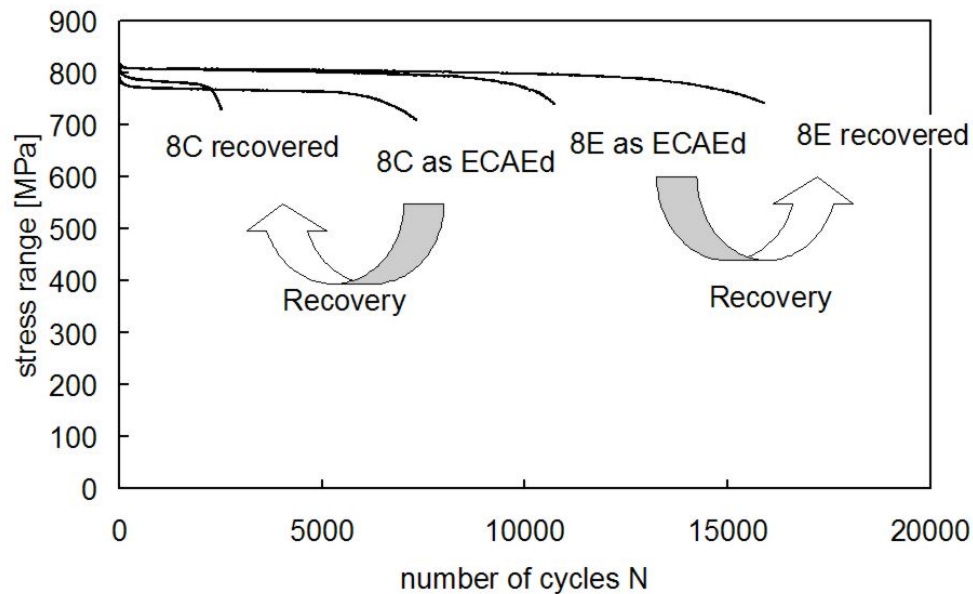 900
800
700
600
500
400
300
200
100
0
stress range [MPa]
8C recovered
8C as ECAEd
8E as ECAEd
8E recovered
Recovery
Recovery
0
5000
10000
15000
20000
number of cycles N